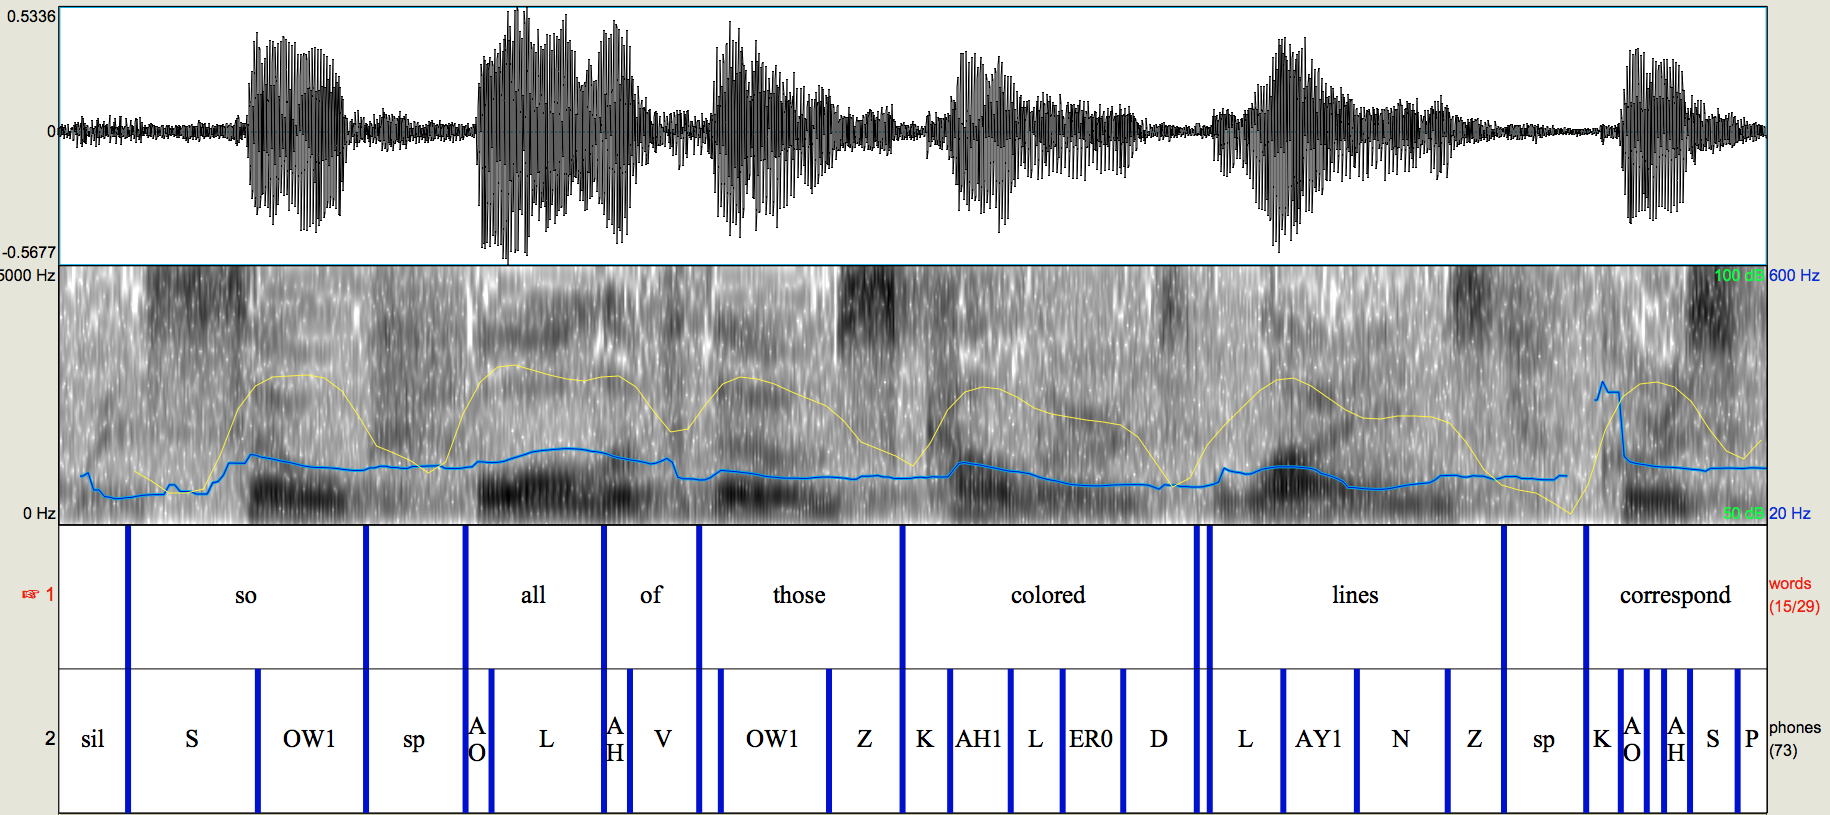 0.5336
0
-0.5677
5000 Hz
100 dB 600 Hz
0 Hz
50 dB 20 Hz
☞ 1
so all of those colored lines correspond
words
(15/29)
2
sil S OW1 sp AO L AH V OW1 Z K AH1 L ER0 D L AY1 N Z sp K AO AH S P
phones
(73)